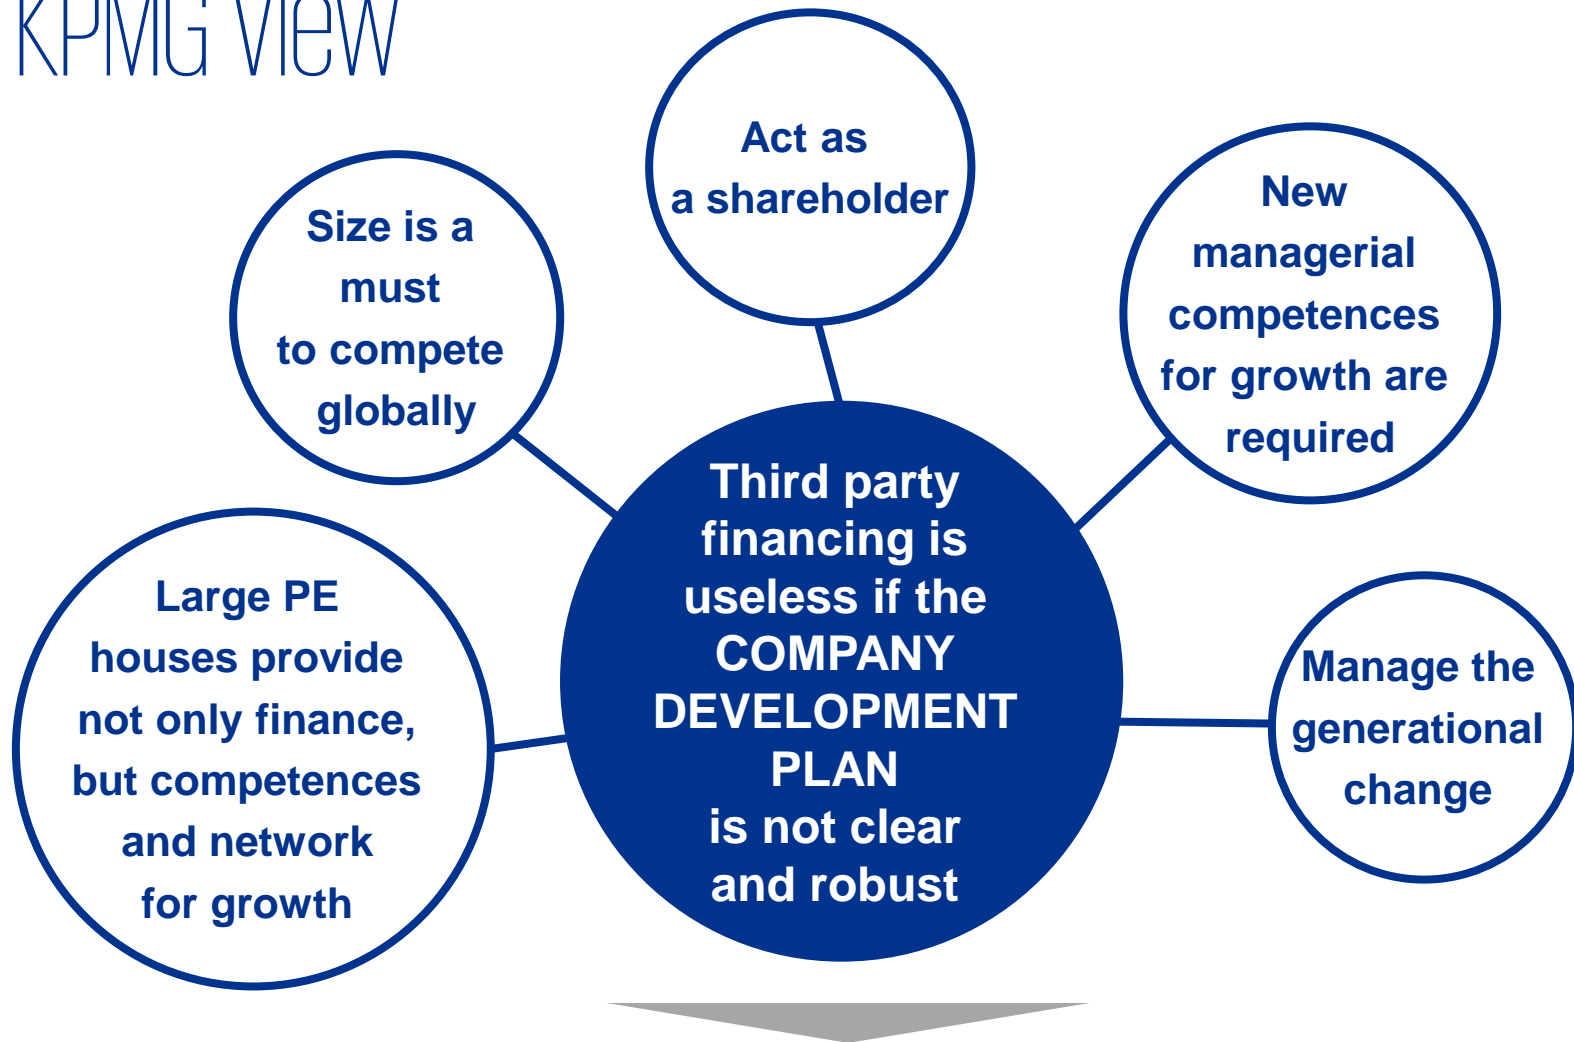 KPMG view
Act as
a shareholder
Size is a
must
to compete
globally
New
managerial
competences
for growth are
required
Third party
financing is
useless if the
COMPANY
DEVELOPMENT
PLAN
is not clear
and robust
Large PE
houses provide
not only finance,
but competences
and network
for growth
Manage the
generational
change